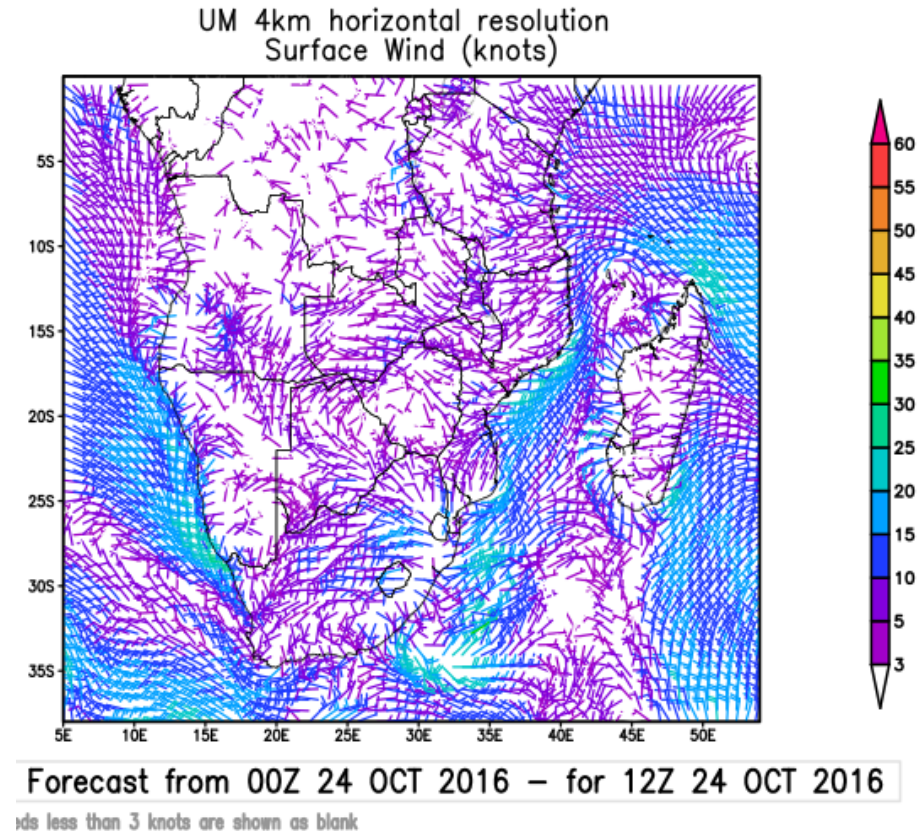 UM 4km horizontal resolution
Surface Wind (knots)
60
55
50
45
40
35
30
25
20
15
10
5
3
5S
10S
15S
20S
25S
30S
35S
5E 10E 15E 20E 25E 30E 35E 40E 45E 50E
Forecast from 00Z 24 OCT 2016 – for 12Z 24 OCT 2016
eds less than 3 knots are shown as blank